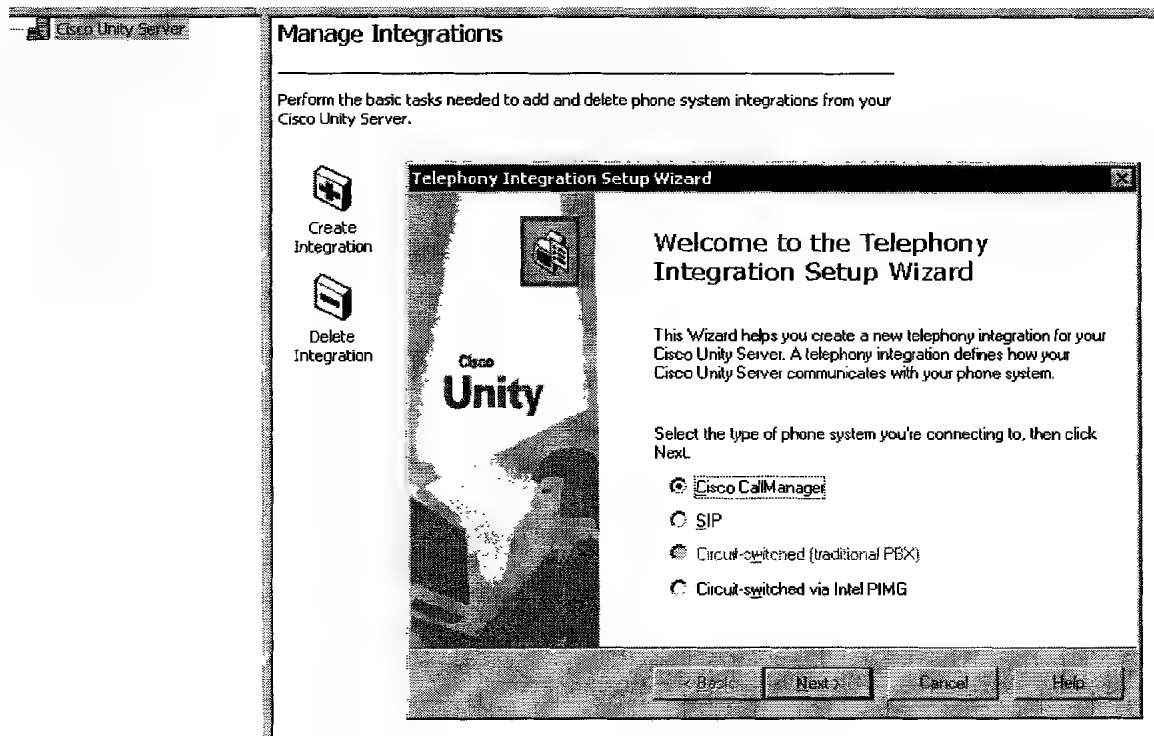 Cisco Unity Server
Manage Integrations
Perform the basic tasks needed to add and delete phone system integrations from your
Cisco Unity Server.
Create
Integration
Delete
Integration
Telephony Integration Setup Wizard
Cisco
Unity
Welcome to the Telephony
Integration Setup Wizard
This Wizard helps you create a new telephony integration for your
Cisco Unity Server. A telephony integration defines how your
Cisco Unity Server communicates with your phone system.
Select the type of phone system you're connecting to, then click
Next.
Cisco CallManager
SIP
Circuit-switched (traditional PBX)
Circuit-switched via Intel PIMG
< Back
Next >
Cancel
Help